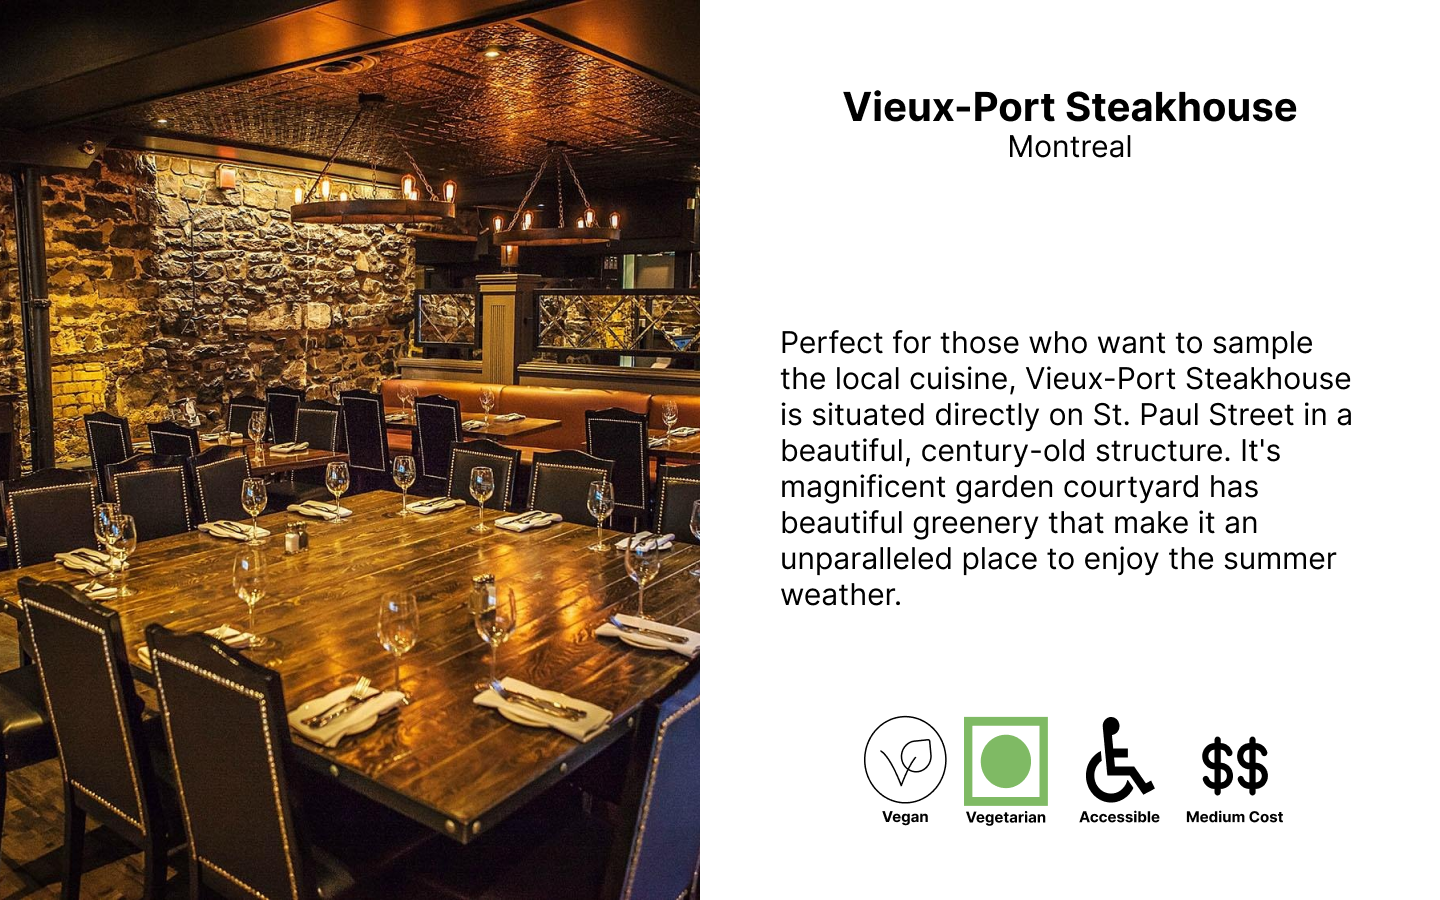 Vieux-Port Steakhouse
Montreal
Perfect for those who want to sample
the local cuisine, Vieux-Port Steakhouse
is situated directly on St. Paul Street in a
beautiful, century-old structure. It's
magnificent garden courtyard has
beautiful greenery that make it an
unparalleled place to enjoy the summer
weather.
$$
Vegan Vegetarian Accessible Medium Cost